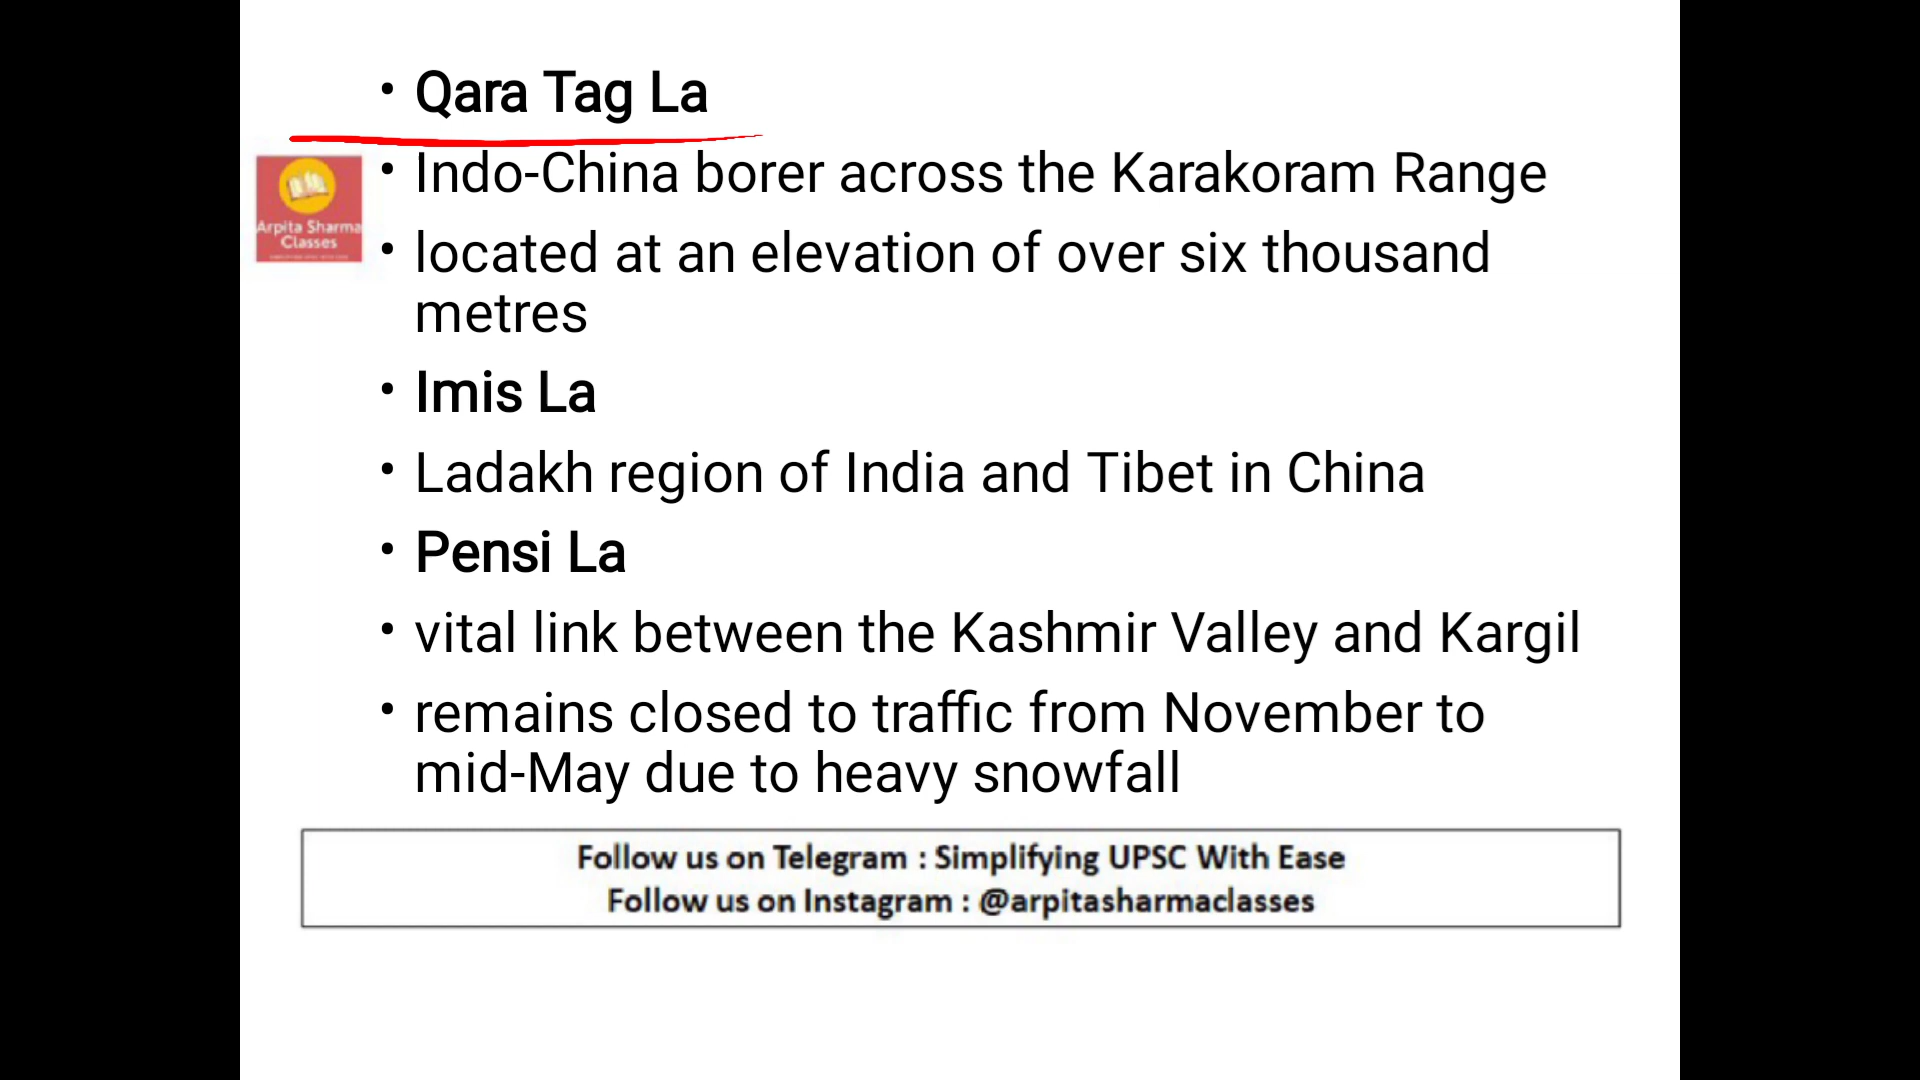 • Qara Tag La
• Indo-China borer across the Karakoram Range
• located at an elevation of over six thousand
metres
• Imis La
• Ladakh region of India and Tibet in China
• Pensi La
• vital link between the Kashmir Valley and Kargil
• remains closed to traffic from November to
mid-May due to heavy snowfall
Arpita Sharma
Classes
Follow us on Telegram : Simplifying UPSC With Ease
Follow us on Instagram : @arpitasharmaclasses